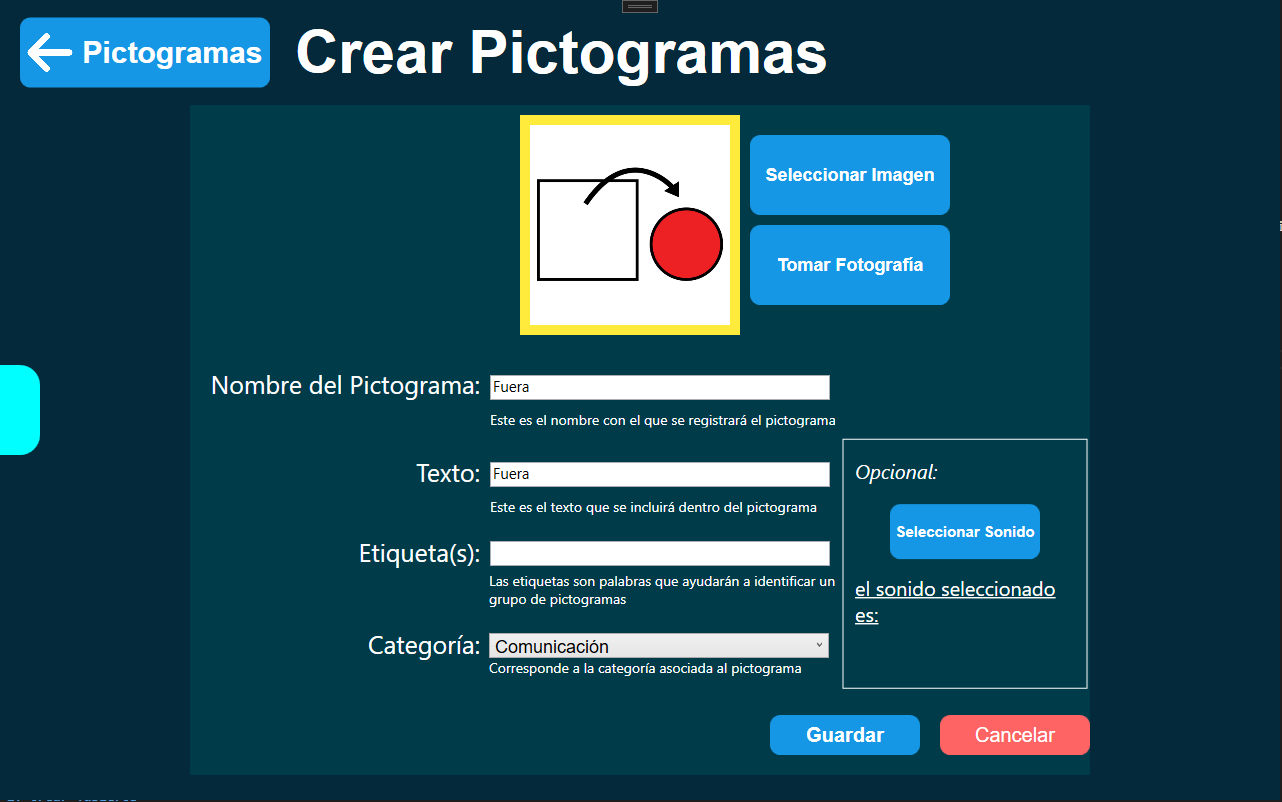 Pictogramas
Crear Pictogramas
Seleccionar Imagen
Tomar Fotografía
Nombre del Pictograma:
Fuera
Este es el nombre con el que se registrará el pictograma
Texto:
Fuera
Este es el texto que se incluirá dentro del pictograma
Etiqueta(s):
Las etiquetas son palabras que ayudarán a identificar un
grupo de pictogramas
Categoría:
Comunicación
Corresponde a la categoría asociada al pictograma
Opcional:
Seleccionar Sonido
el sonido seleccionado
es:
Guardar
Cancelar